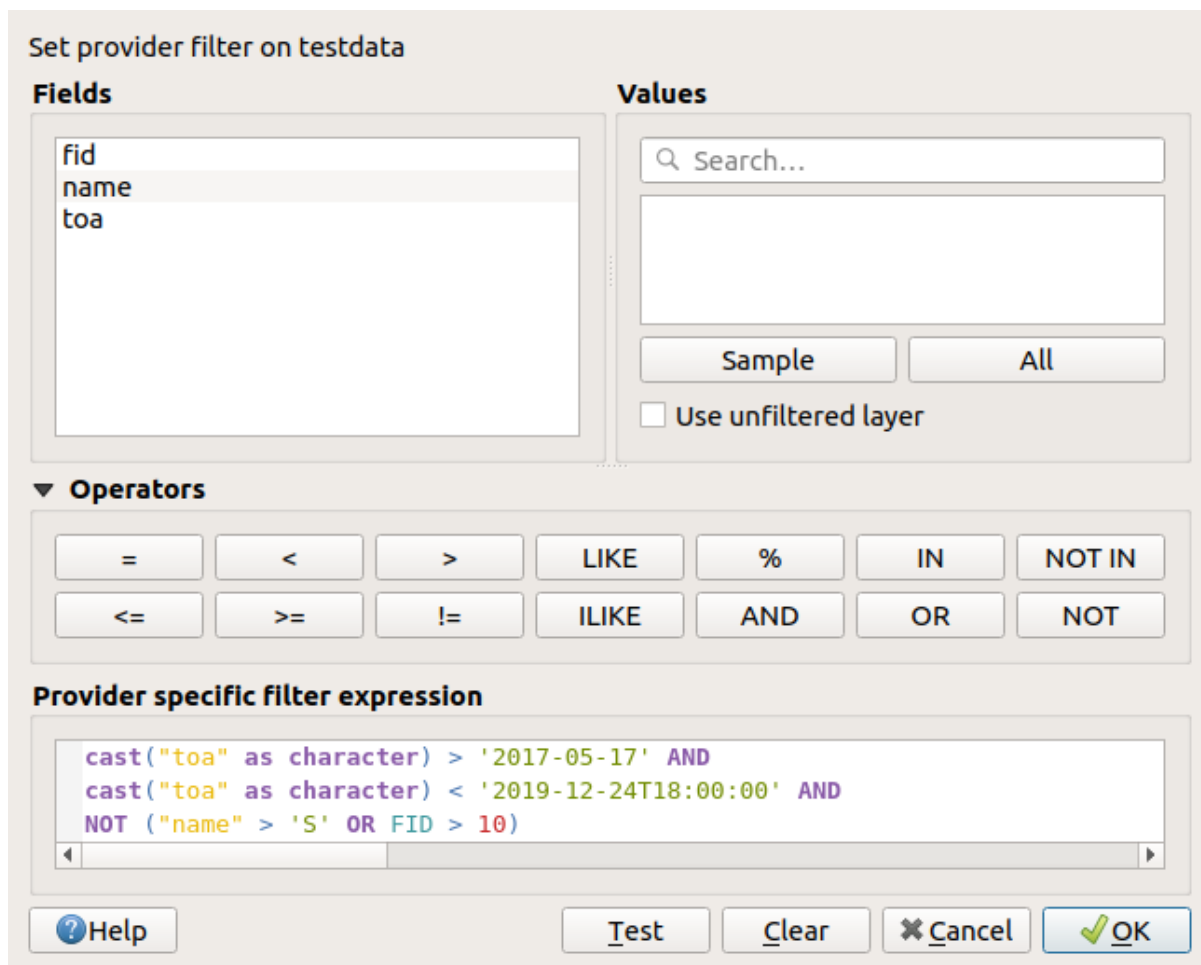 Set provider filter on testdata
Fields
Values
fid
name
toa
Search...
Sample
All
Use unfiltered layer
Operators
= < > LIKE % IN NOT IN
<= >= != ILIKE AND OR NOT
Provider specific filter expression
cast("toa" as character) > '2017-05-17' AND
cast("toa" as character) < '2019-12-24T18:00:00' AND
NOT ("name" > 'S' OR FID > 10)
Help Test Clear Cancel OK